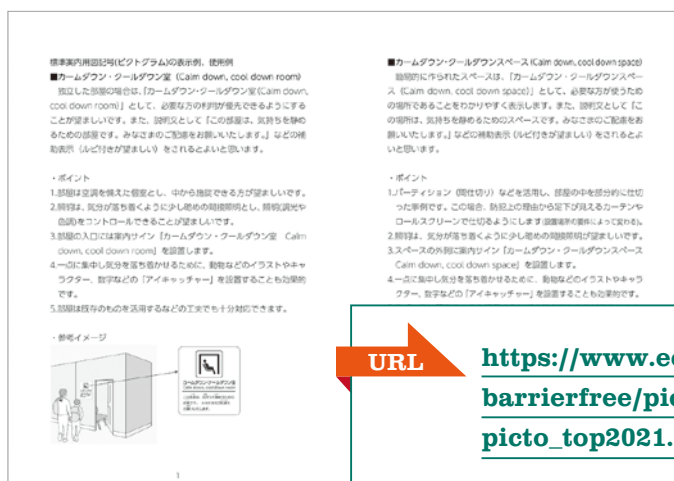 標準案内用図記号(ピクトグラム)の表示例、使用例
■カームダウン・クールダウン室（Calm down, cool down room）
独立した部屋の場合は、「カームダウン・クールダウン室（Calm down,
cool down room）」として、必要な方の利用が優先できるようにする
ことが望ましいです。また、説明文として『この部屋は、気持ちを静め
るための部屋です。みなさまのご配慮をお願いいたします。』などの補
助表示（ルビ付きが望ましい）をされるとよいと思います。
・ポイント
1.部屋は空調を備えた個室とし、中から施錠できる方が望ましいです。
2.照明は、気分が落ち着くように少し暗めの間接照明とし、照明(調光や
色調)をコントロールできることが望ましいです。
3.部屋の入口には案内サイン「カームダウン・クールダウン室 Calm
down, cool down room」を設置します。
4.一点に集中し気分を落ち着かせるために、動物などのイラストやキャ
ラクター、数字などの「アイキャッチャー」を設置することも効果的
です。
5.部屋は既存のものを活用するなどの工夫でも十分対応できます。
・参考イメージ
カームダウン・クールダウン室
Calm down, cool down room
1
■カームダウン・クールダウンスペース（Calm down, cool down space）
簡易的に作られたスペースは、「カームダウン・クールダウンスペー
ス（Calm down, cool down space）」として、必要な方が使うため
の場所であることをわかりやすく表示します。また、説明文として『こ
の場所は、気持ちを静めるためのスペースです。みなさまのご配慮をお
願いいたします。』などの補助表示（ルビ付きが望ましい）をされるとよ
いと思います。
・ポイント
1.パーティション（間仕切り）などを活用し、部屋の中を部分的に仕切
った事例です。この場合、防犯上の理由から足下が見えるカーテンや
ロールスクリーンで仕切るようにします(設置場所の要件によって変わる)。
2.照明は、気分が落ち着くように少し暗めの間接照明が望ましいです。
3.スペースの外側に案内サイン「カームダウン・クールダウンスペース
Calm down, cool down space」を設置します。
4.一点に集中し気分を落ち着かせるために、動物などのイラストやキャラ
クター、数字などの「アイキャッチャー」を設置することも効果的です。
URL
https://www.ec
barrierfree/pic
picto_top2021.